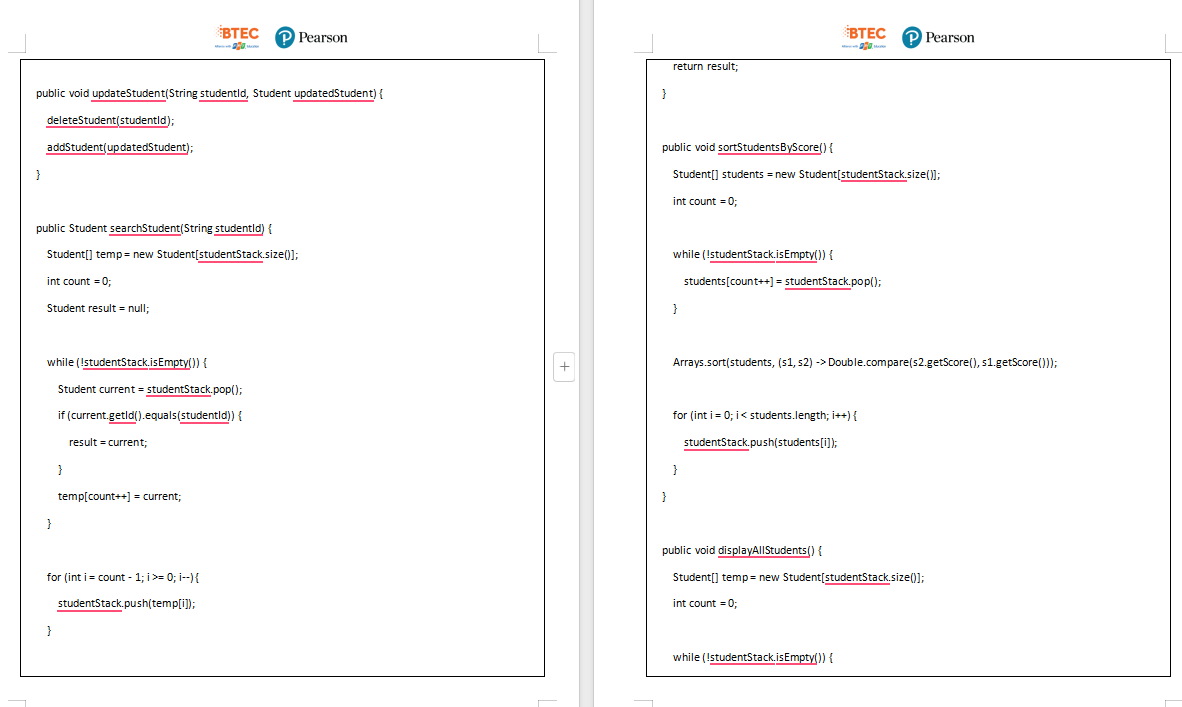 BTEC
Pearson
public void updateStudent(String studentId, Student updatedStudent) {
deleteStudent(studentId);
addStudent(updatedStudent);
}
public Student searchStudent(String studentId) {
Student[] temp = new Student[studentStack.size()];
int count = 0;
Student result = null;
while (!studentStack.isEmpty()) {
Student current = studentStack.pop();
if (current.getId().equals(studentId)) {
result = current;
}
temp[count++] = current;
}
for (int i = count - 1; i >= 0; i--) {
studentStack.push(temp[i]);
}
BTEC
Pearson
return result;
}
public void sortStudentsByScore() {
Student[] students = new Student[studentStack.size()];
int count = 0;
while (!studentStack.isEmpty()) {
students[count++] = studentStack.pop();
}
Arrays.sort(students, (s1, s2) -> Double.compare(s2.getScore(), s1.getScore()));
for (int i = 0; i < students.length; i++) {
studentStack.push(students[i]);
}
}
public void displayAllStudents() {
Student[] temp = new Student[studentStack.size()];
int count = 0;
while (!studentStack.isEmpty()) {